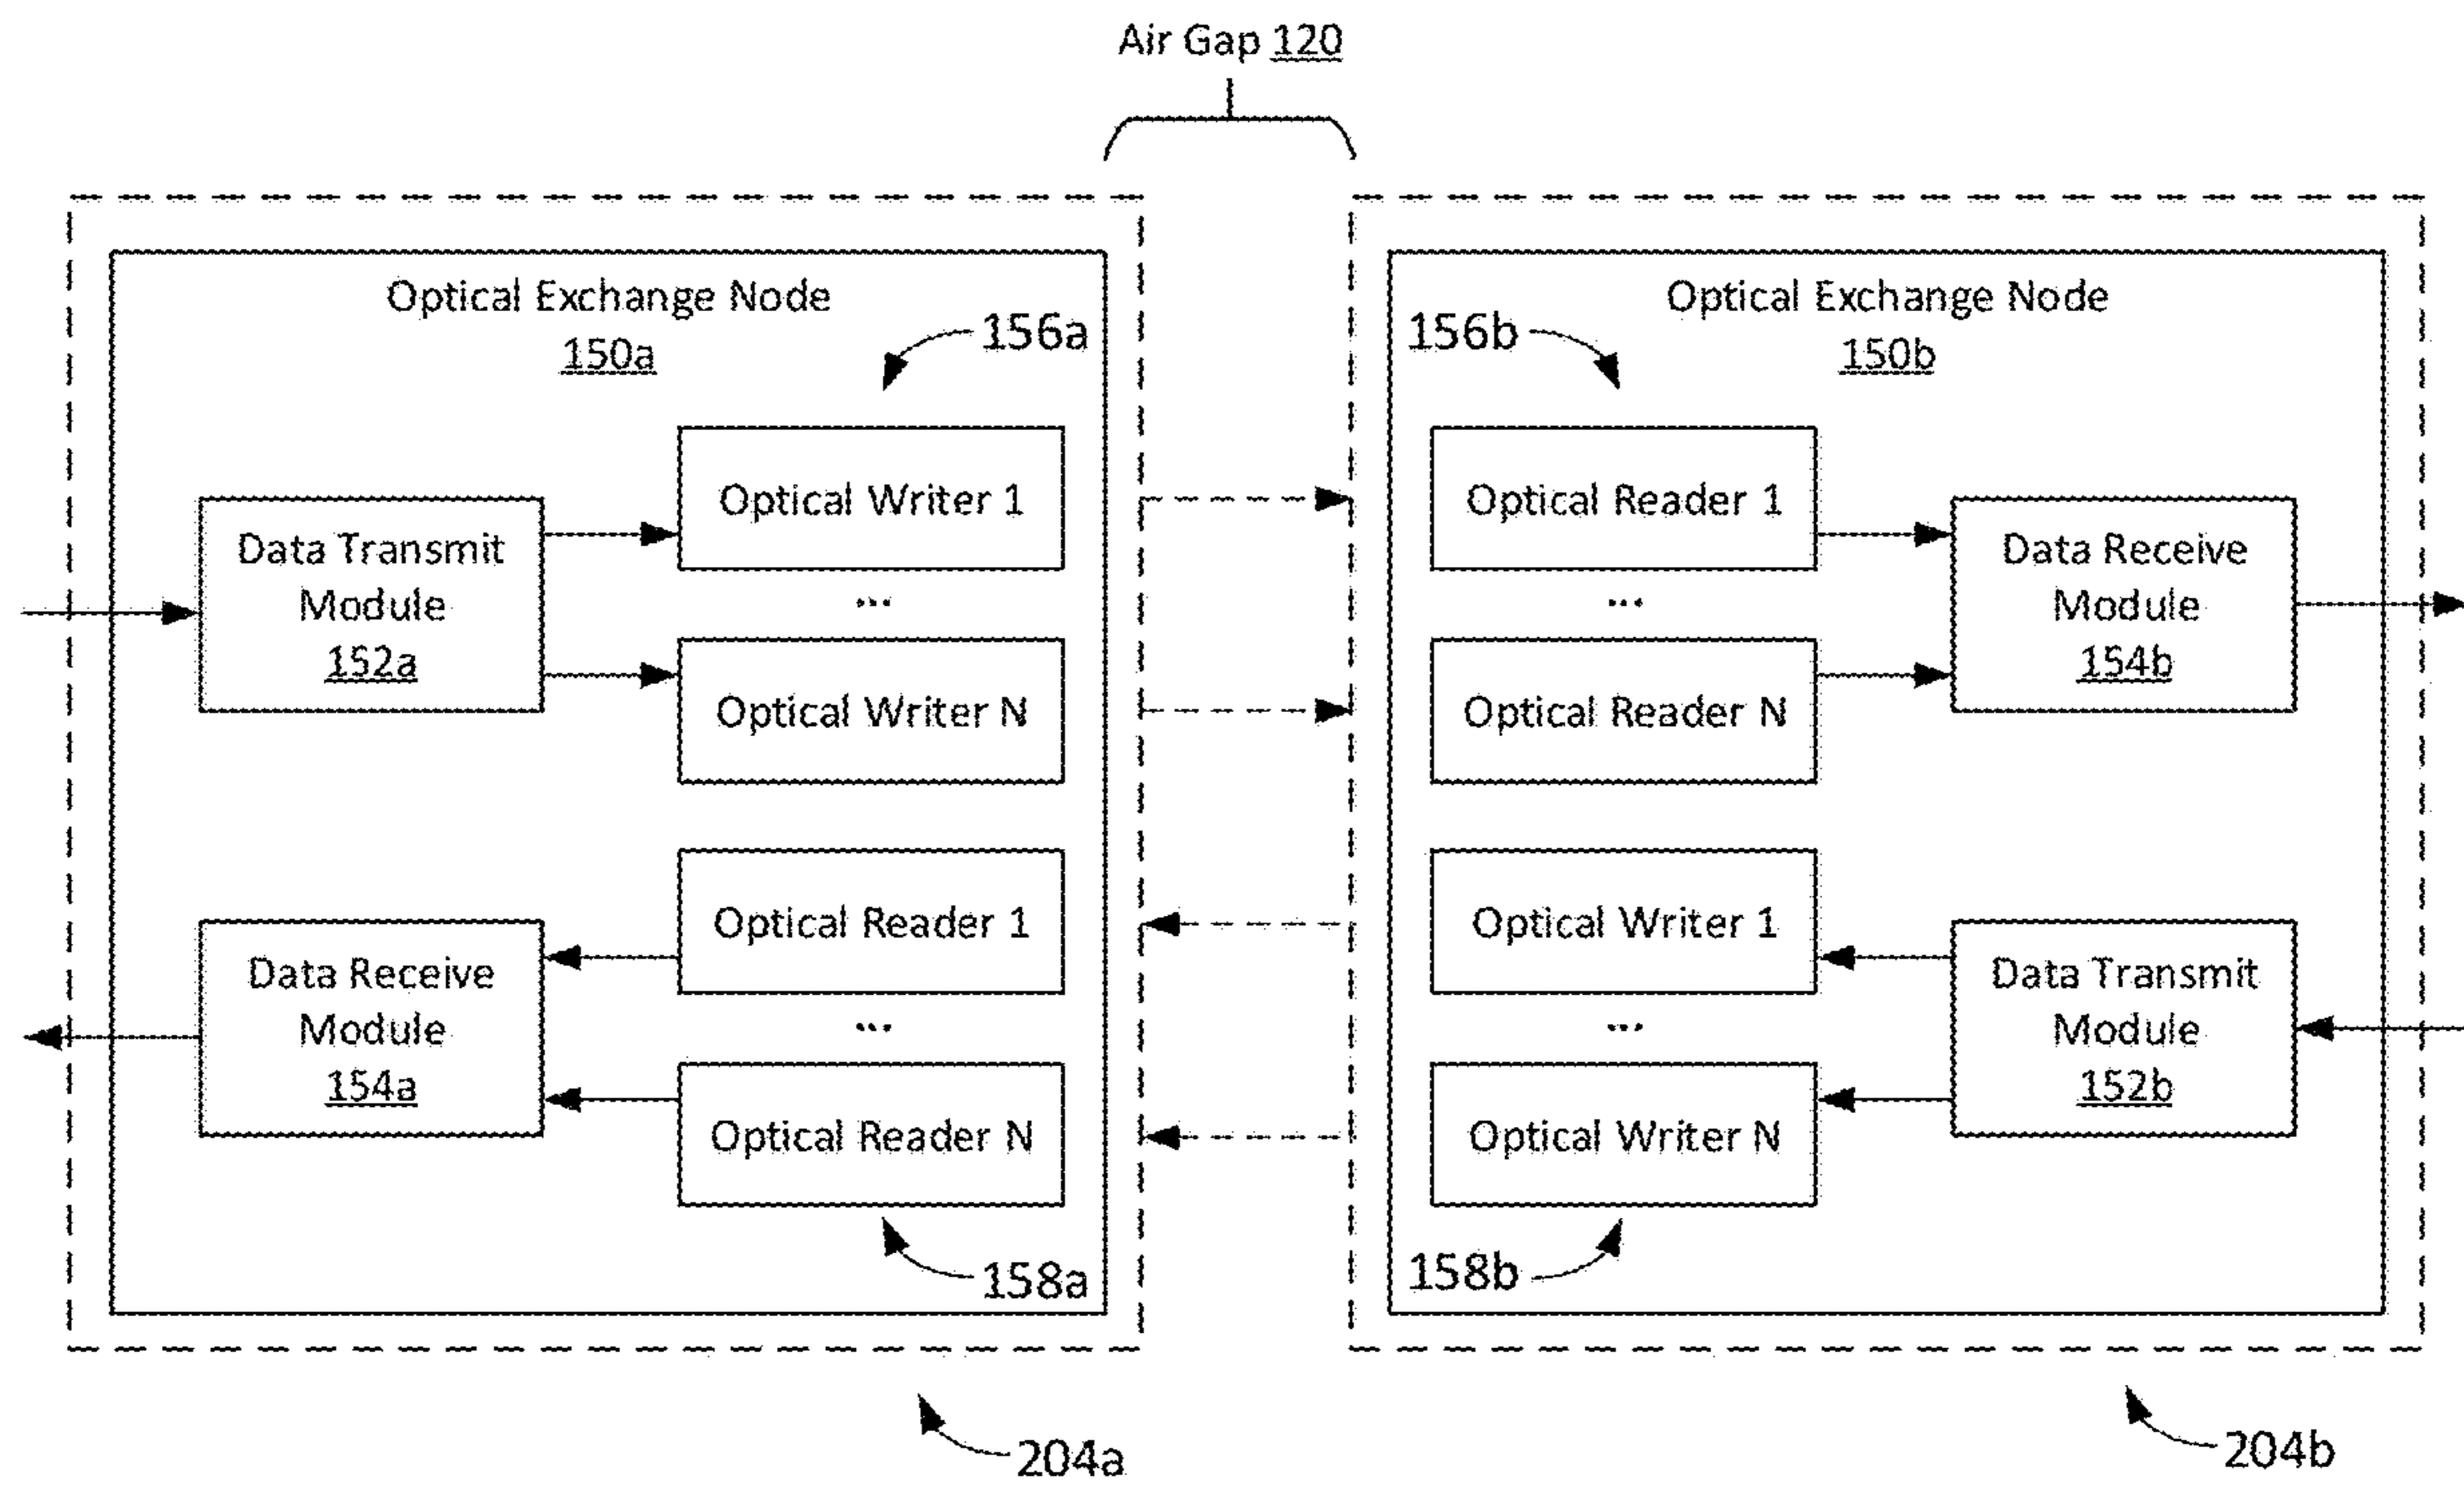 Air Gap 120
Optical Exchange Node
150a
156a
Optical Writer 1
Data Transmit
Module
152a
...
Optical Writer N
Optical Reader 1
Data Receive
Module
154a
...
Optical Reader N
158a
204a
Optical Exchange Node
150b
156b
Optical Reader 1
Data Receive
Module
154b
...
Optical Reader N
Optical Writer 1
Data Transmit
Module
152b
...
Optical Writer N
158b
204b